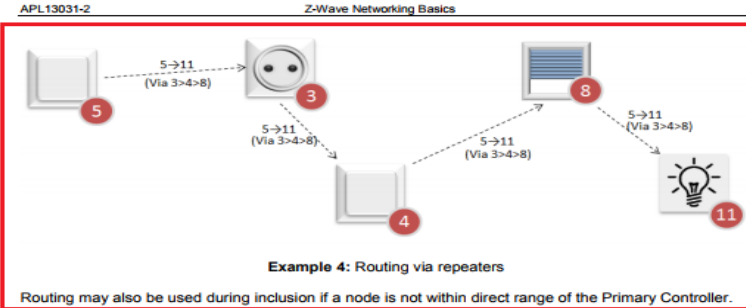 APL13031-2 Z-Wave Networking Basics
5→11
(Via 3>4>8)
5
3
5→11
(Via 3>4>8)
4
5→11
(Via 3>4>8)
8
5→11
(Via 3>4>8)
11
Example 4: Routing via repeaters
Routing may also be used during inclusion if a node is not within direct range of the Primary Controller.